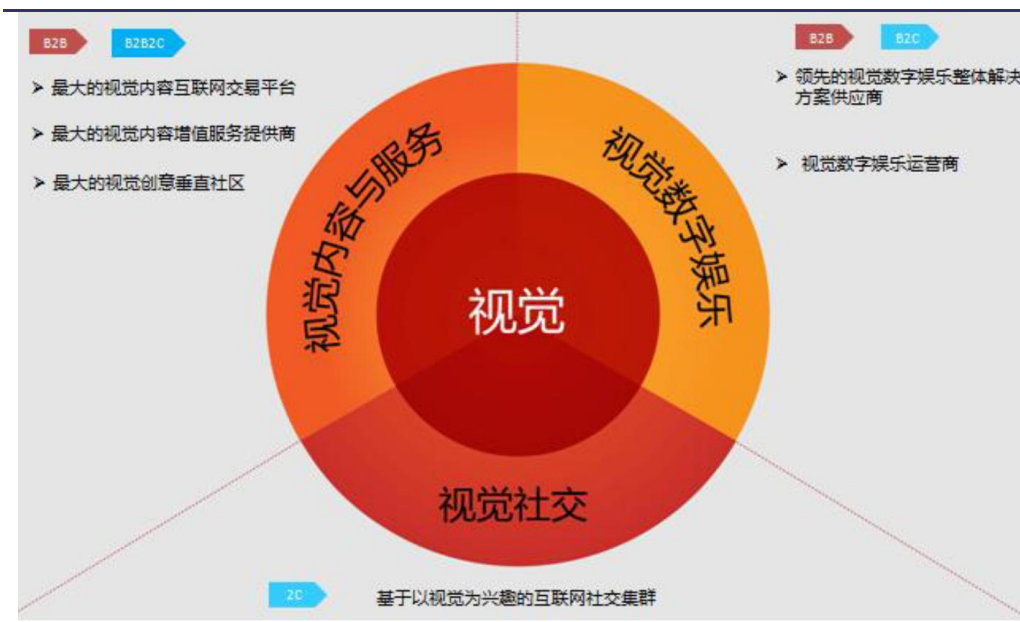 B2B
B2B2C
➢ 最大的视觉内容互联网交易平台
➢ 最大的视觉内容增值服务提供商
➢ 最大的视觉创意垂直社区
B2B
B2C
➢ 领先的视觉数字娱乐整体解决
方案供应商
➢ 视觉数字娱乐运营商
视觉内容与服务
视觉数字娱乐
视觉
视觉社交
2C
基于以视觉为兴趣的互联网社交集群